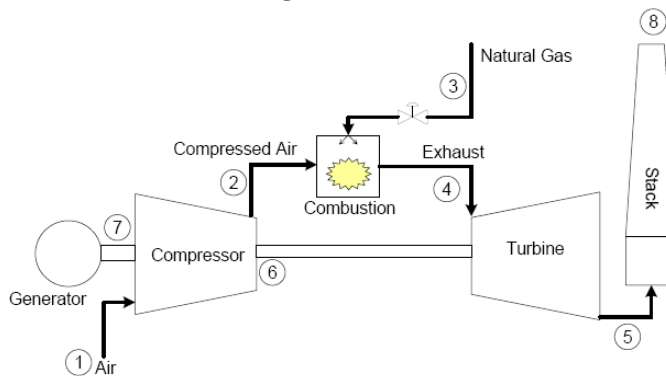 8
Natural Gas
3
Compressed Air
Exhaust
2
4
Combustion
Stack
7
Compressor
6
Turbine
Generator
5
1 Air